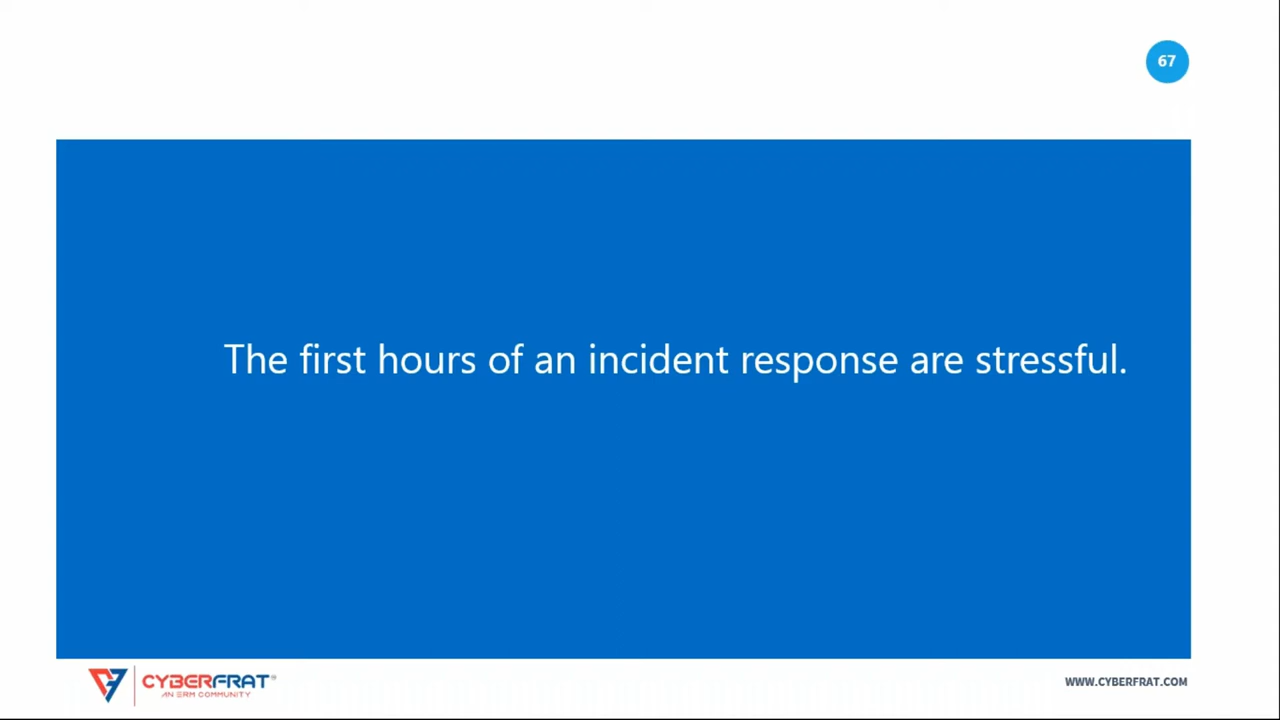 67
The first hours of an incident response are stressful.
CYBERFRAT®
AN ERM COMMUNITY
WWW.CYBERFRAT.COM